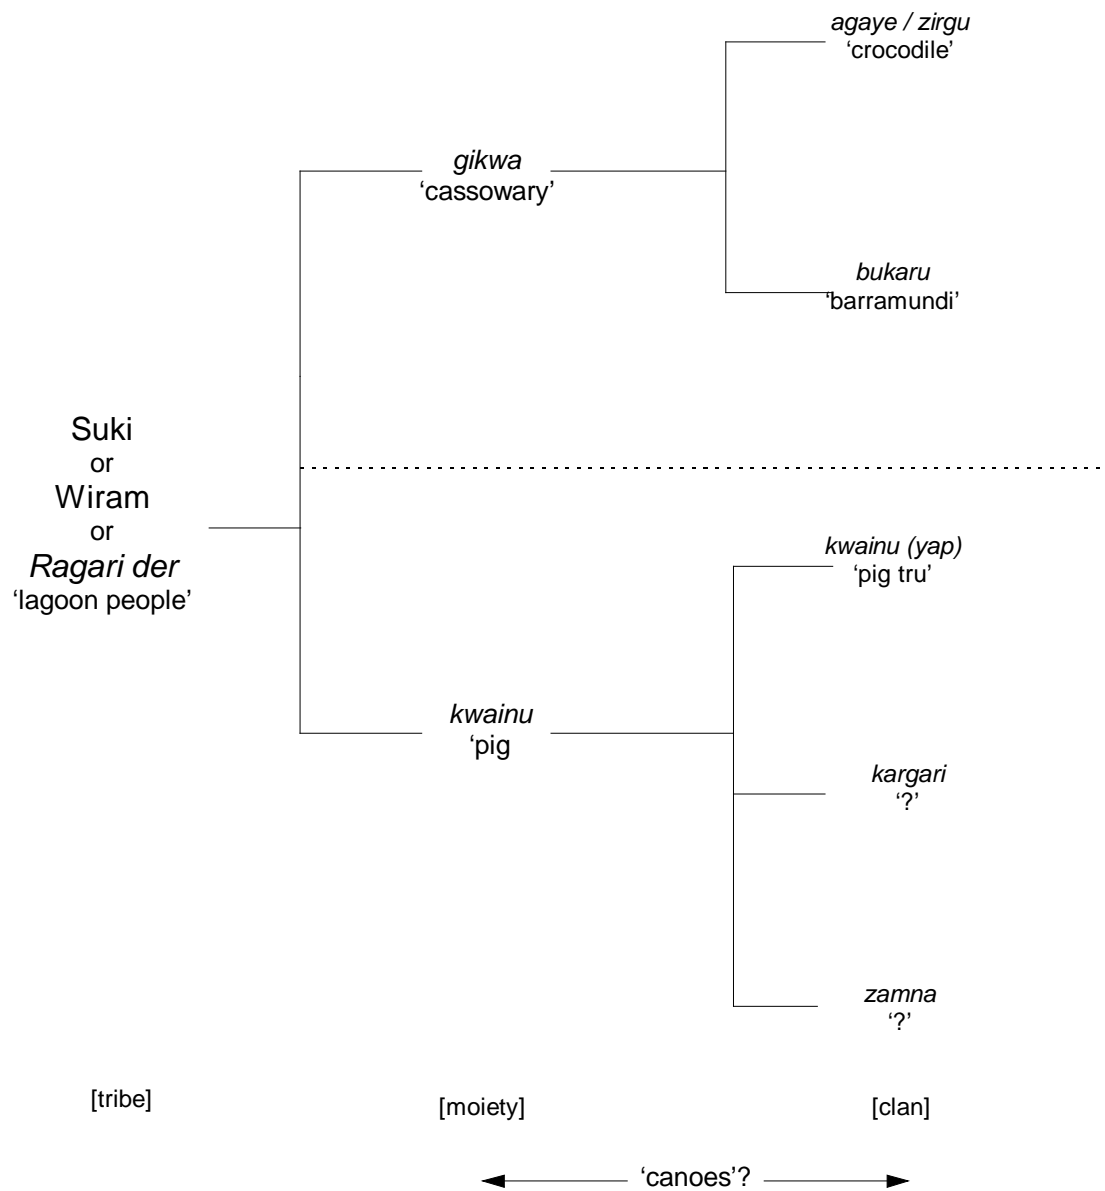 agaye / zirgu
‘crocodile’
gikwa
‘cassowary’
bukaru
‘barramundi’
Suki
or
Wiram
or
Ragari der
‘lagoon people’
kwainu (yap)
‘pig tru’
kwainu
‘pig
kargari
‘?’
zamna
‘?’
[tribe]
[moiety]
[clan]
‘canoes’?